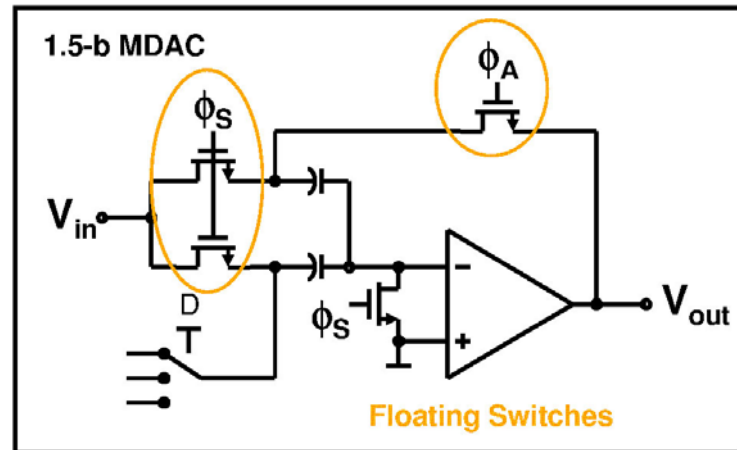 1.5-b MDAC
ϕA
ϕS
Vin
D
ϕS
−
+
Vout
Floating Switches